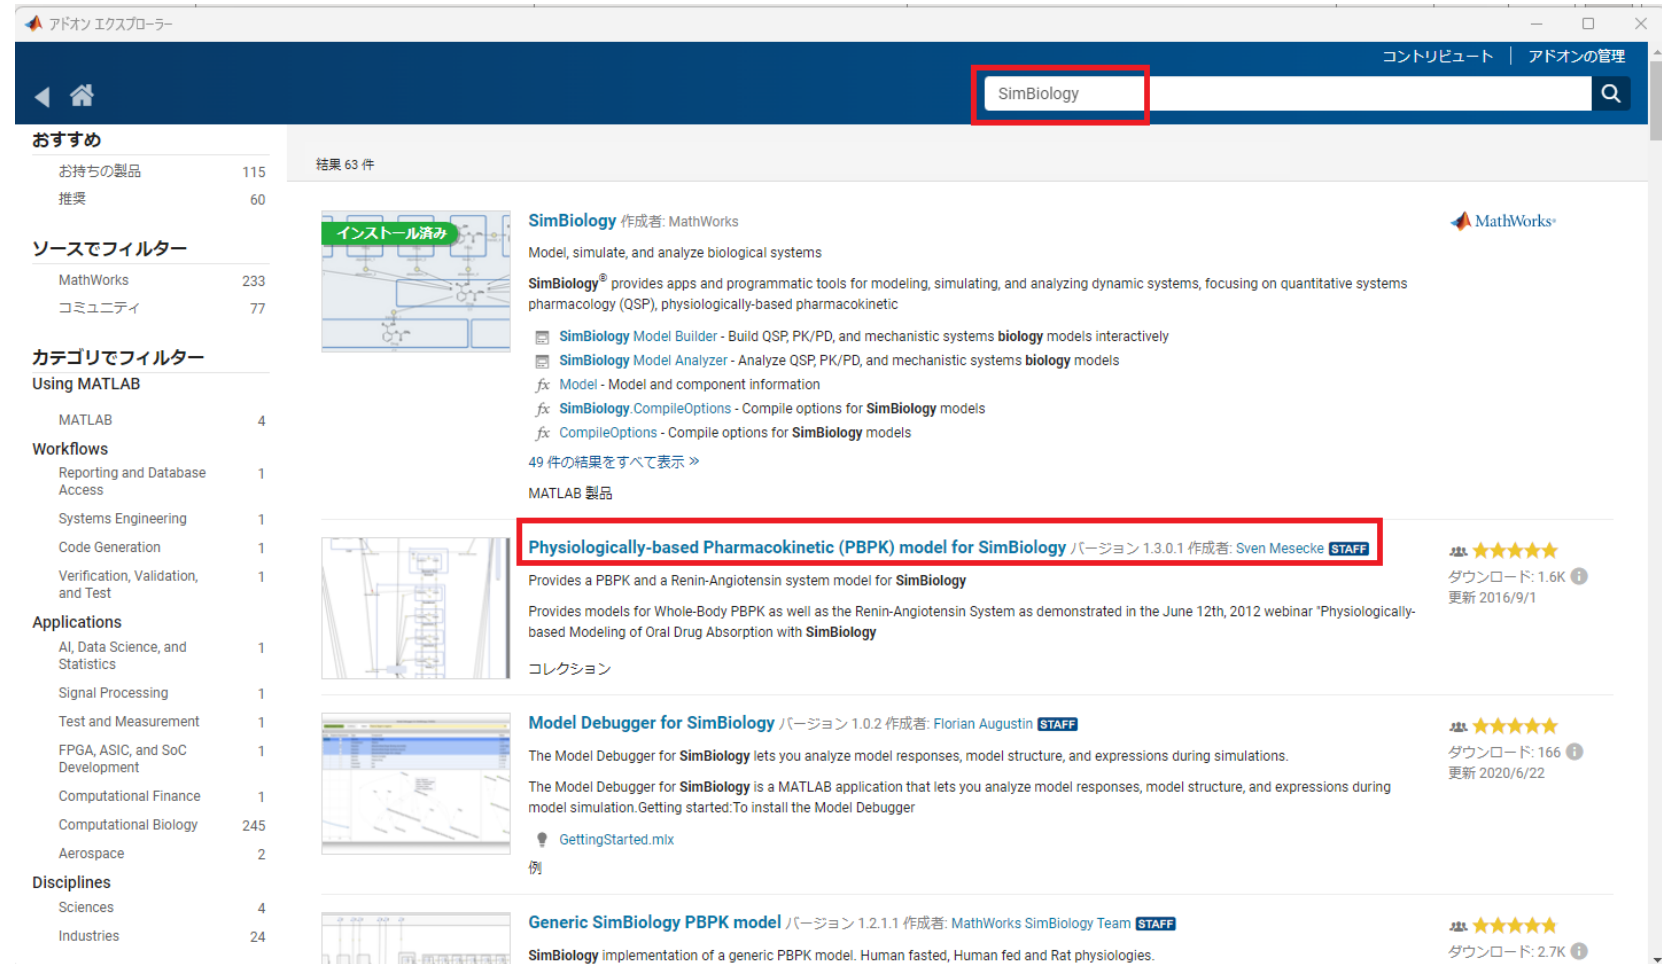 アドオン エクスプローラー
コントリビュート | アドオンの管理
SimBiology
おすすめ
お持ちの製品 115
推奨 60
ソースでフィルター
MathWorks 233
コミュニティ 77
カテゴリでフィルター
Using MATLAB
MATLAB 4
Workflows
Reporting and Database
Access 1
Systems Engineering 1
Code Generation 1
Verification, Validation,
and Test 1
Applications
AI, Data Science, and
Statistics 1
Signal Processing 1
Test and Measurement 1
FPGA, ASIC, and SoC
Development 1
Computational Finance 1
Computational Biology 245
Aerospace 2
Disciplines
Sciences 4
Industries 24
結果 63 件
インストール済み
SimBiology 作成者: MathWorks
MathWorks®
Model, simulate, and analyze biological systems
SimBiology® provides apps and programmatic tools for modeling, simulating, and analyzing dynamic systems, focusing on quantitative systems
pharmacology (QSP), physiologically-based pharmacokinetic
SimBiology Model Builder - Build QSP, PK/PD, and mechanistic systems biology models interactively
SimBiology Model Analyzer - Analyze QSP, PK/PD, and mechanistic systems biology models
fx Model - Model and component information
fx SimBiology.CompileOptions - Compile options for SimBiology models
fx CompileOptions - Compile options for SimBiology models
49 件の結果をすべて表示 »
MATLAB 製品
Physiologically-based Pharmacokinetic (PBPK) model for SimBiology バージョン 1.3.0.1 作成者: Sven Mesecke STAFF
Provides a PBPK and a Renin-Angiotensin system model for SimBiology
Provides models for Whole-Body PBPK as well as the Renin-Angiotensin System as demonstrated in the June 12th, 2012 webinar "Physiologically-
based Modeling of Oral Drug Absorption with SimBiology
コレクション
ダウンロード: 1.6K
更新 2016/9/1
Model Debugger for SimBiology バージョン 1.0.2 作成者: Florian Augustin STAFF
The Model Debugger for SimBiology lets you analyze model responses, model structure, and expressions during simulations.
The Model Debugger for SimBiology is a MATLAB application that lets you analyze model responses, model structure, and expressions during
model simulation.Getting started:To install the Model Debugger
GettingStarted.mlx
例
ダウンロード: 166
更新 2020/6/22
Generic SimBiology PBPK model バージョン 1.2.1.1 作成者: MathWorks SimBiology Team STAFF
SimBiology implementation of a generic PBPK model. Human fasted, Human fed and Rat physiologies.
ダウンロード: 2.7K